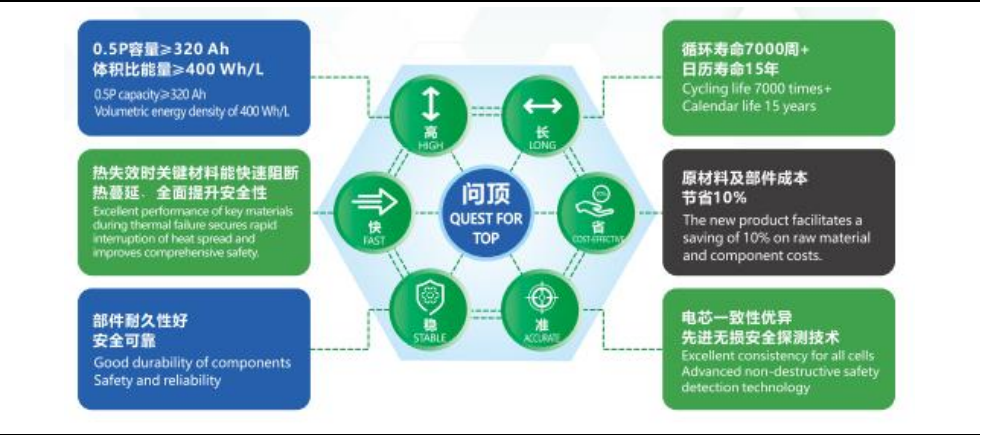 0.5P容量≥320 Ah
体积比能量≥400 Wh/L
0.5P capacity≥320 Ah
Volumetric energy density of 400 Wh/L
热失效时关键材料能快速阻断
热蔓延、全面提升安全性
Excellent performance of key materials
during thermal failure secures rapid
interruption of heat spread and
improves comprehensive safety.
部件耐久性好
安全可靠
Good durability of components
Safety and reliability
高
HIGH
长
LONG
快
FAST
问顶
QUEST FOR
TOP
省
COST-EFFECTIVE
稳
STABLE
准
ACCURATE
循环寿命7000周+
日历寿命15年
Cycling life 7000 times+
Calendar life 15 years
原材料及部件成本
节省10%
The new product facilitates a
saving of 10% on raw material
and component costs.
电芯一致性优异
先进无损安全探测技术
Excellent consistency for all cells
Advanced non-destructive safety
detection technology